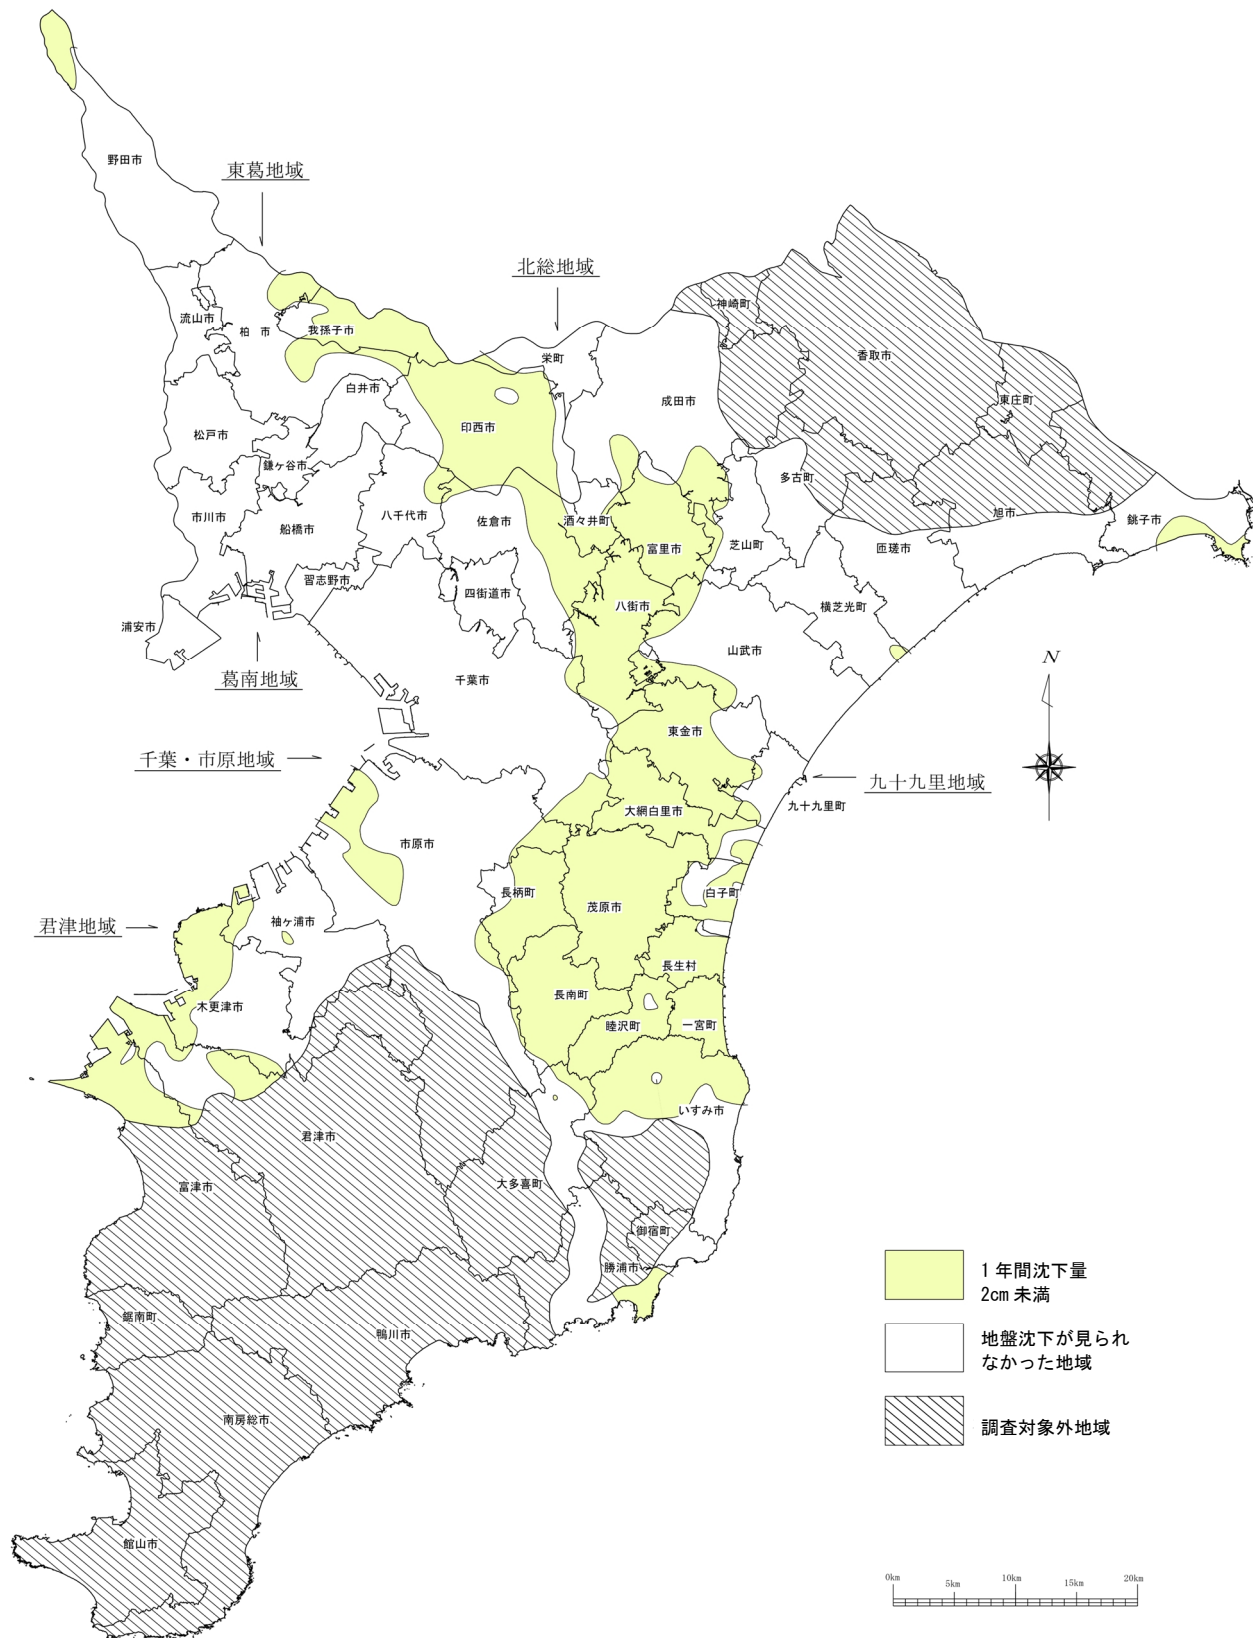 野田市
東葛地域
北総地域
神崎町
流山市
柏 市
我孫子市
栄町
香取市
白井市
成田市
東庄町
松戸市
印西市
鎌ヶ谷市
多古町
市川市
船橋市
八千代市
佐倉市
酒々井町
旭市
銚子市
富里市
芝山町
匝瑳市
習志野市
四街道市
八街市
横芝光町
浦安市
山武市
葛南地域
千葉市
N
東金市
千葉・市原地域
九十九里地域
大網白里市
九十九里町
市原市
長柄町
白子町
茂原市
君津地域
袖ヶ浦市
長生村
長南町
木更津市
睦沢町
一宮町
いすみ市
君津市
富津市
大多喜町
御宿町
勝浦市
1年間沈下量
2cm未満
鋸南町
鴨川市
地盤沈下が見られ
なかった地域
南房総市
調査対象外地域
館山市
0km 5km 10km 15km 20km